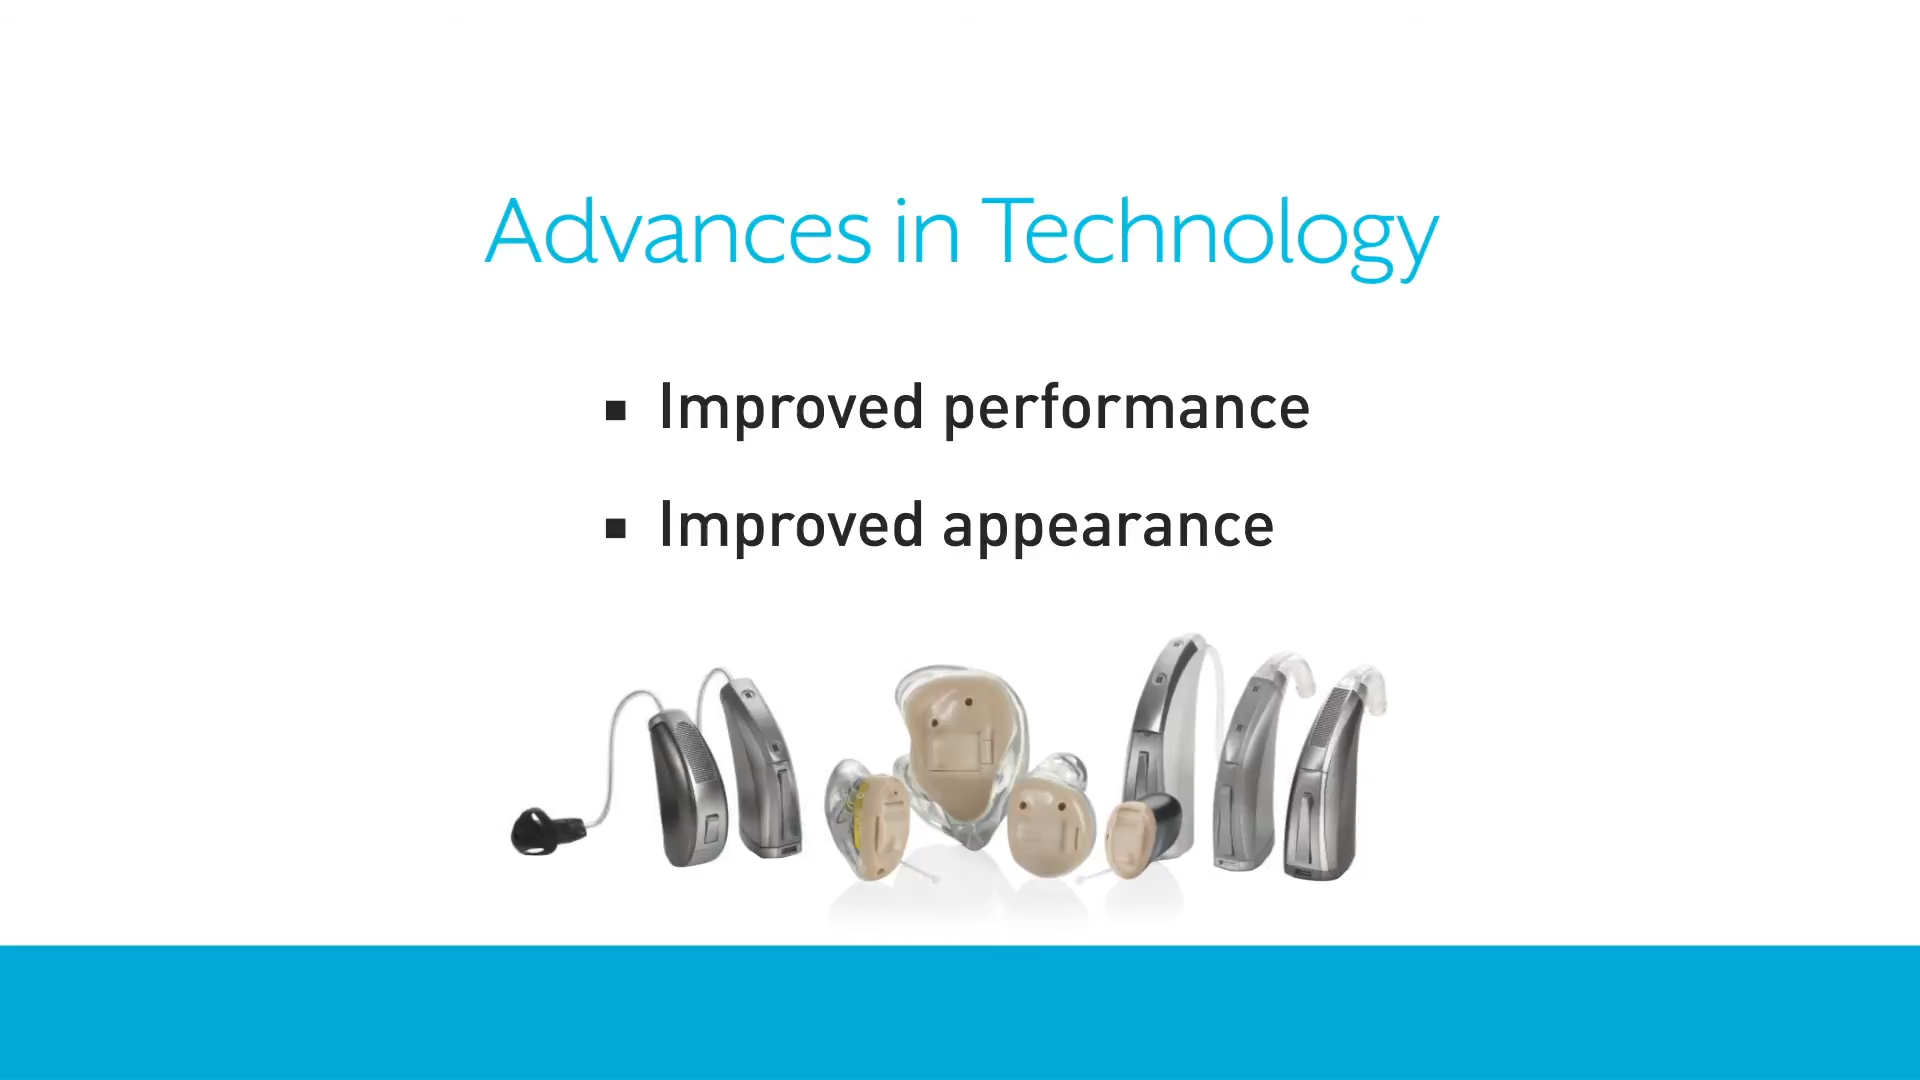 Advances in Technology
▪ Improved performance
▪ Improved appearance